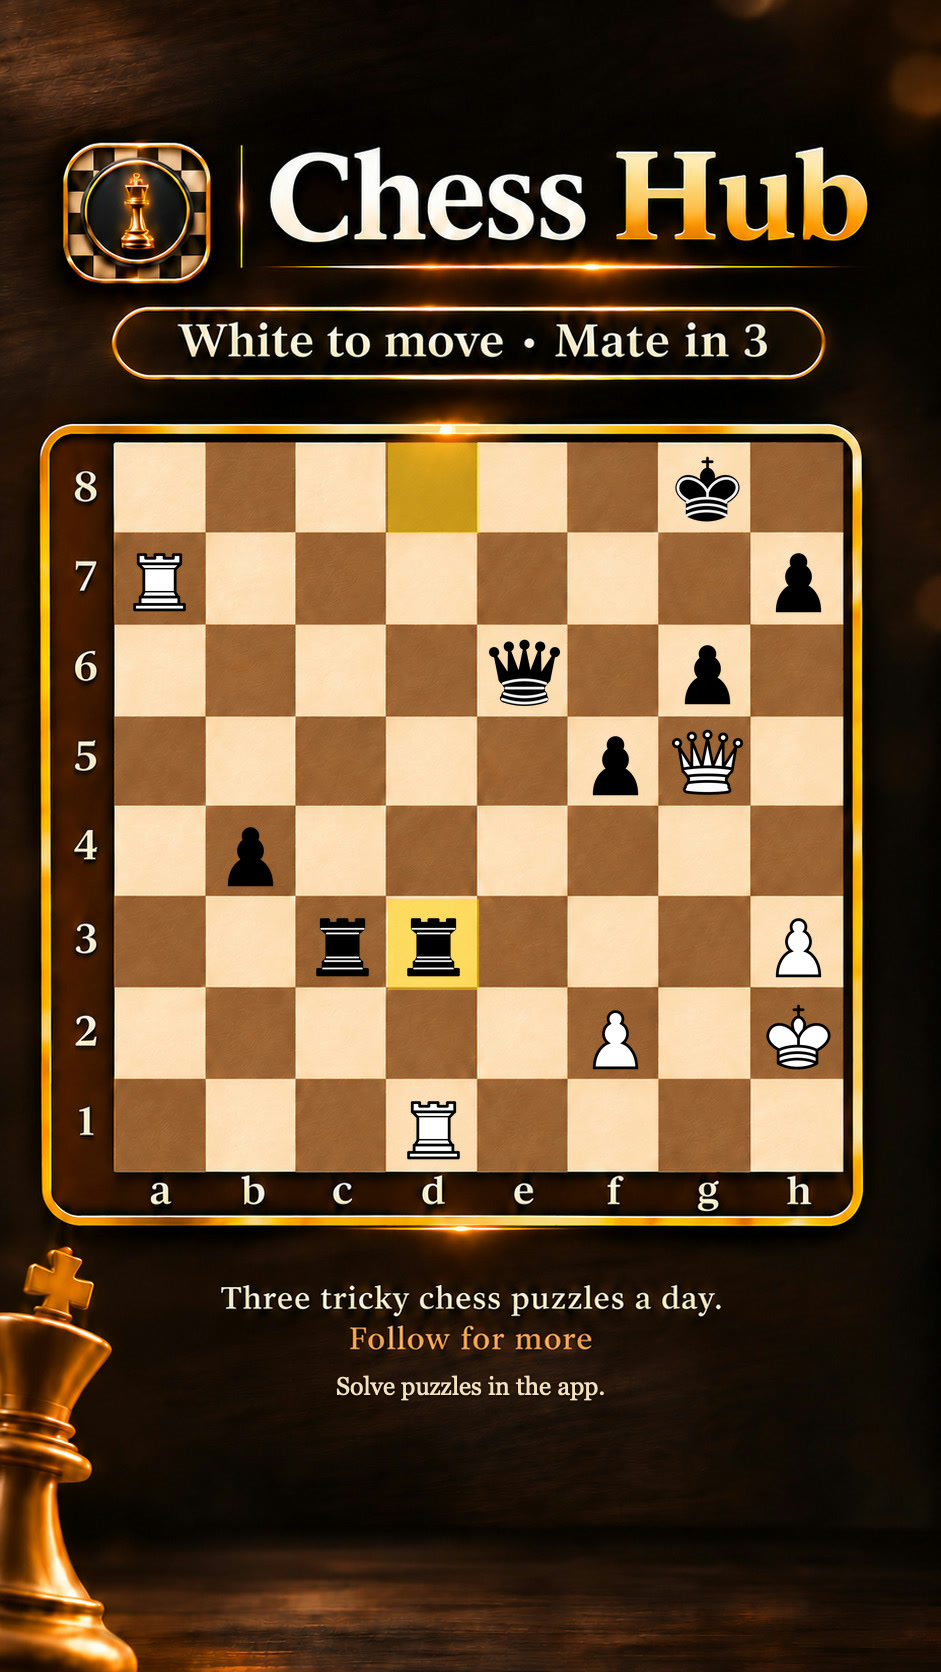 Chess Hub
White to move • Mate in 3
8
7
6
5
4
3
2
1
a b c d e f g h
Three tricky chess puzzles a day.
Follow for more
Solve puzzles in the app.